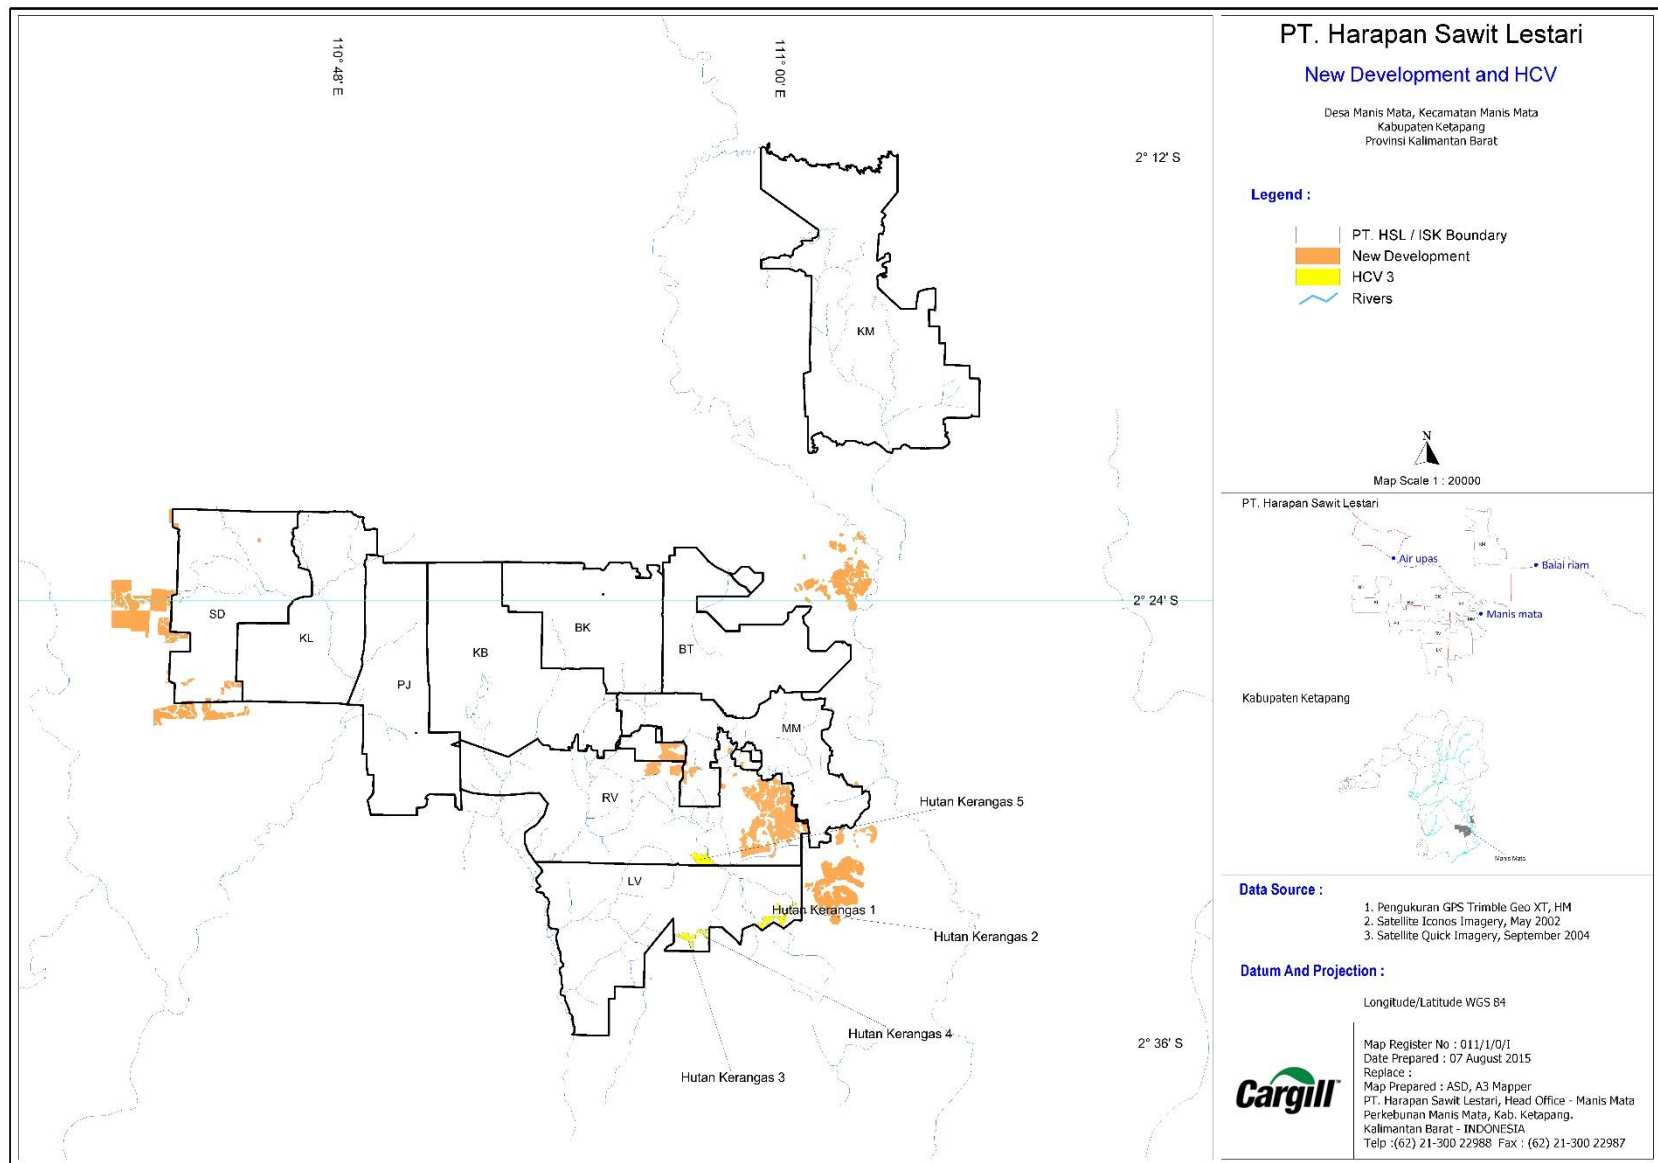 110° 48' E
111° 00' E
2° 12' S
2° 24' S
2° 36' S
KM
SD
KL
PJ
KB
BK
BT
MM
RV
LV
Hutan Kerangas 5
Hutan Kerangas 1
Hutan Kerangas 2
Hutan Kerangas 4
Hutan Kerangas 3
PT. Harapan Sawit Lestari
New Development and HCV
Desa Manis Mata, Kecamatan Manis Mata
Kabupaten Ketapang
Provinsi Kalimantan Barat
Legend :
PT. HSL / ISK Boundary
New Development
HCV 3
Rivers
N
Map Scale 1 : 20000
PT. Harapan Sawit Lestari
Air upas
Balai riam
Manis mata
Kabupaten Ketapang
Manis Mata
Data Source :
1. Pengukuran GPS Trimble Geo XT, HM
2. Satellite Iconos Imagery, May 2002
3. Satellite Quick Imagery, September 2004
Datum And Projection :
Longitude/Latitude WGS 84
Cargill™
Map Register No : 011/1/0/I
Date Prepared : 07 August 2015
Replace :
Map Prepared : ASD, A3 Mapper
PT. Harapan Sawit Lestari, Head Office - Manis Mata
Perkebunan Manis Mata, Kab. Ketapang.
Kalimantan Barat - INDONESIA
Telp :(62) 21-300 22988 Fax : (62) 21-300 22987